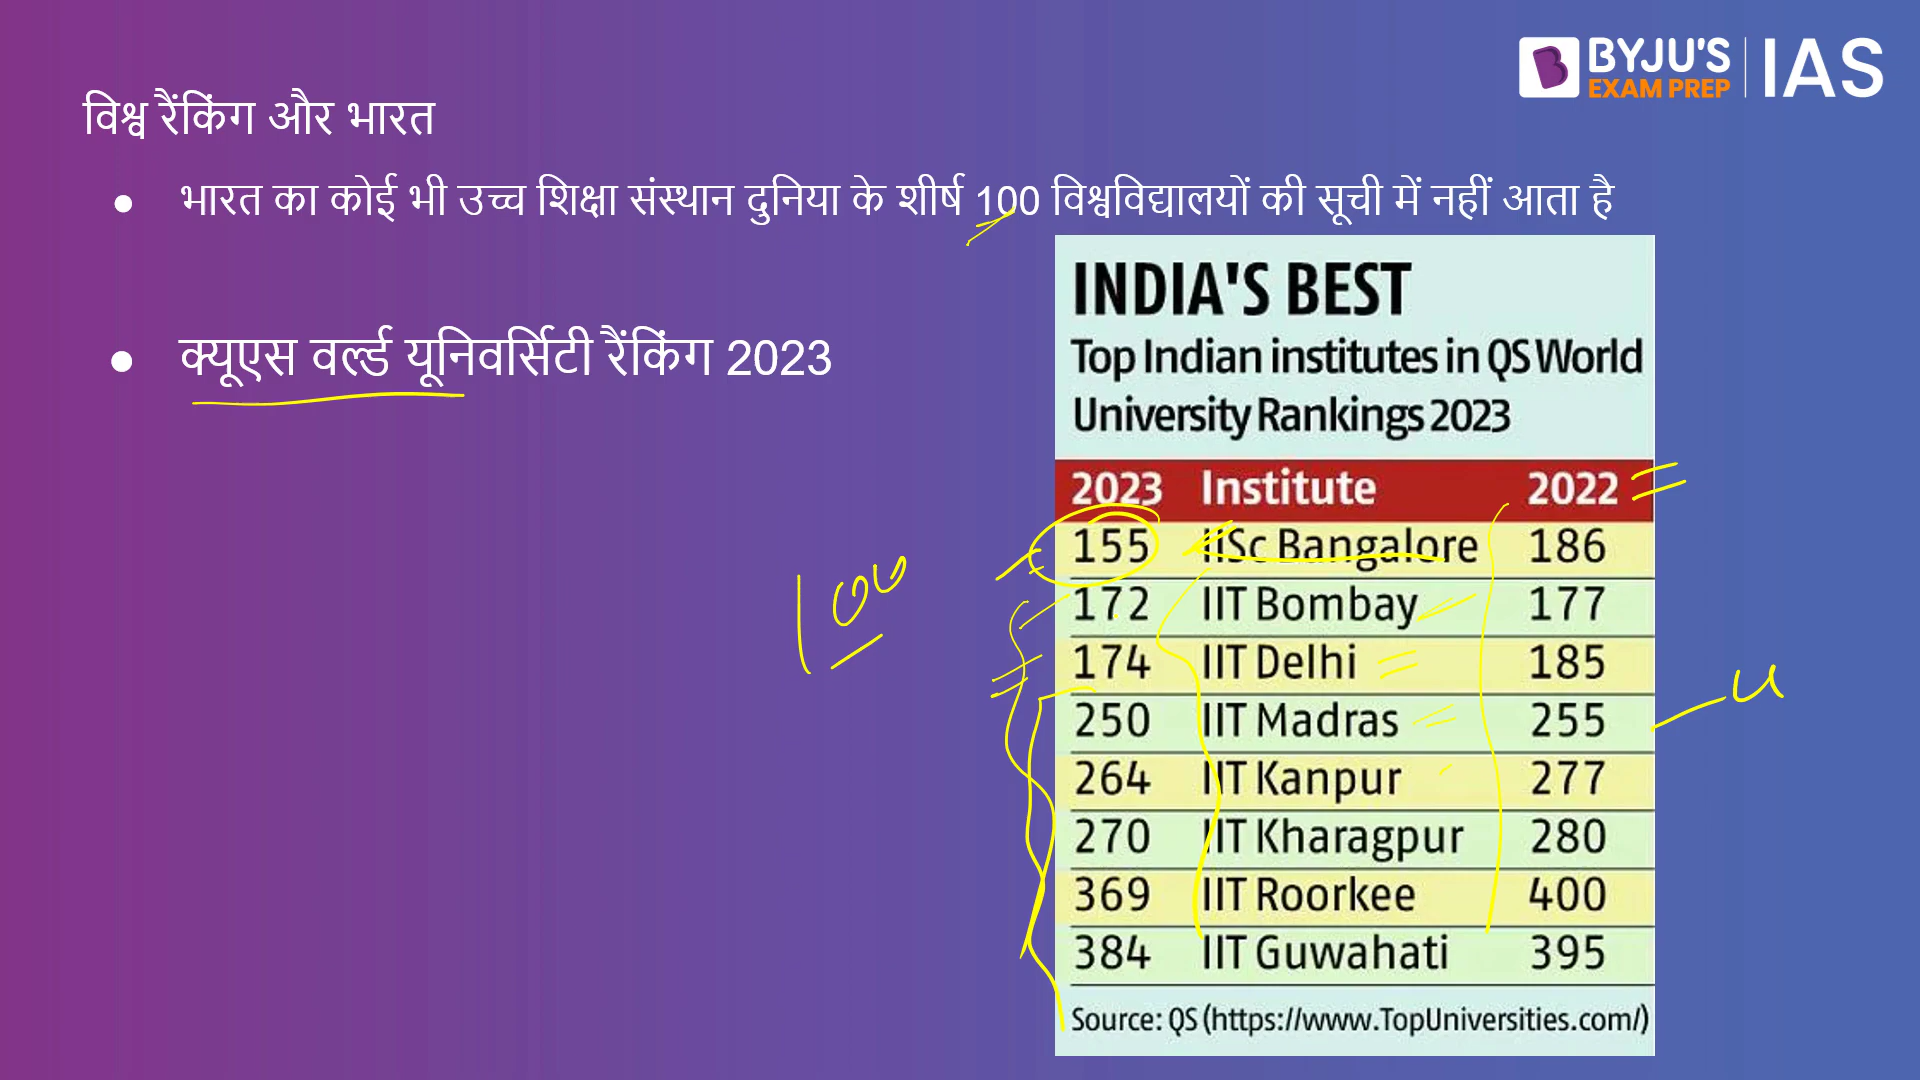 BYJU'S
EXAM PREP
IAS
विश्व रैंकिंग और भारत
भारत का कोई भी उच्च शिक्षा संस्थान दुनिया के शीर्ष 100 विश्वविद्यालयों की सूची में नहीं आता है
क्यूएस वर्ल्ड यूनिवर्सिटी रैंकिंग 2023
INDIA'S BEST
Top Indian institutes in QS World
University Rankings 2023
2023 Institute 2022
155 IISc Bangalore 186
172 IIT Bombay 177
174 IIT Delhi 185
250 IIT Madras 255
264 IIT Kanpur 277
270 IIT Kharagpur 280
369 IIT Roorkee 400
384 IIT Guwahati 395
Source: QS (https://www.TopUniversities.com/)
100